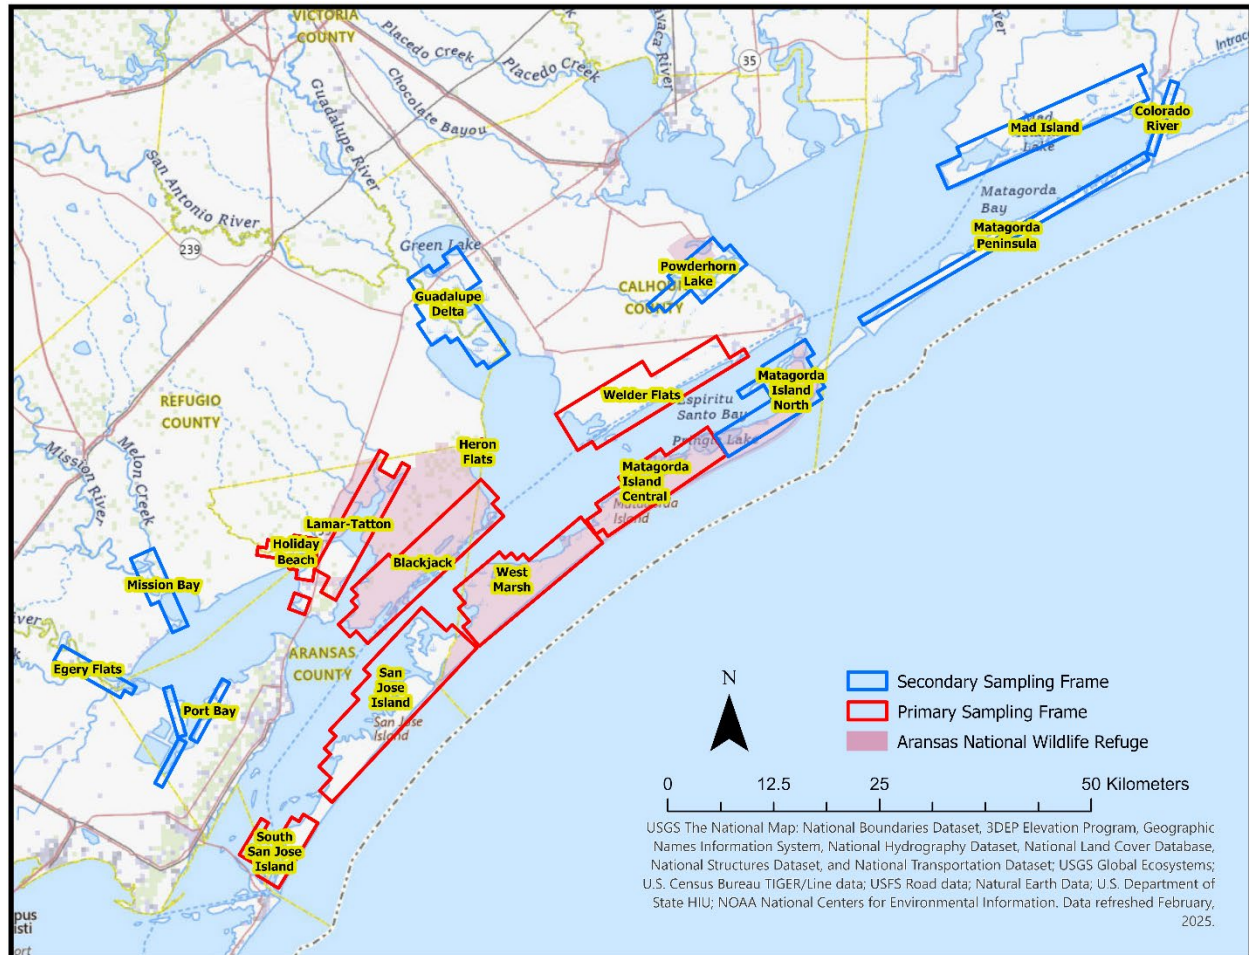 VICTORIA
COUNTY
Placedo Creek
Placedo Creek
Chocolate Bayou
Guadalupe River
San Antonio River
35
River
Intraco
239
Green Lake
Mad Island
Lake
Colorado
River
Matagorda
Bay
Matagorda
Peninsula
Powderhorn
Lake
COUNTY
Guadalupe
Delta
REFUGIO
COUNTY
Welder Flats
Espiritu
Santo Bay
Matagorda
Island
North
Pringle Lake
Mission River
Melon Creek
Heron
Flats
Matagorda
Island
Central
Matagorda
Island
Lamar-Tatton
Holiday
Beach
Blackjack
West
Marsh
Mission Bay
Egery Flats
ARANSAS
COUNTY
Port Bay
San
Jose
Island
San Jose
Island
South
San Jose
Island
N
Secondary Sampling Frame
Primary Sampling Frame
Aransas National Wildlife Refuge
0 12.5 25 50 Kilometers
USGS The National Map: National Boundaries Dataset, 3DEP Elevation Program, Geographic
Names Information System, National Hydrography Dataset, National Land Cover Database,
National Structures Dataset, and National Transportation Dataset; USGS Global Ecosystems;
U.S. Census Bureau TIGER/Line data; USFS Road data; Natural Earth Data; U.S. Department of
State HIU; NOAA National Centers for Environmental Information. Data refreshed February,
2025.